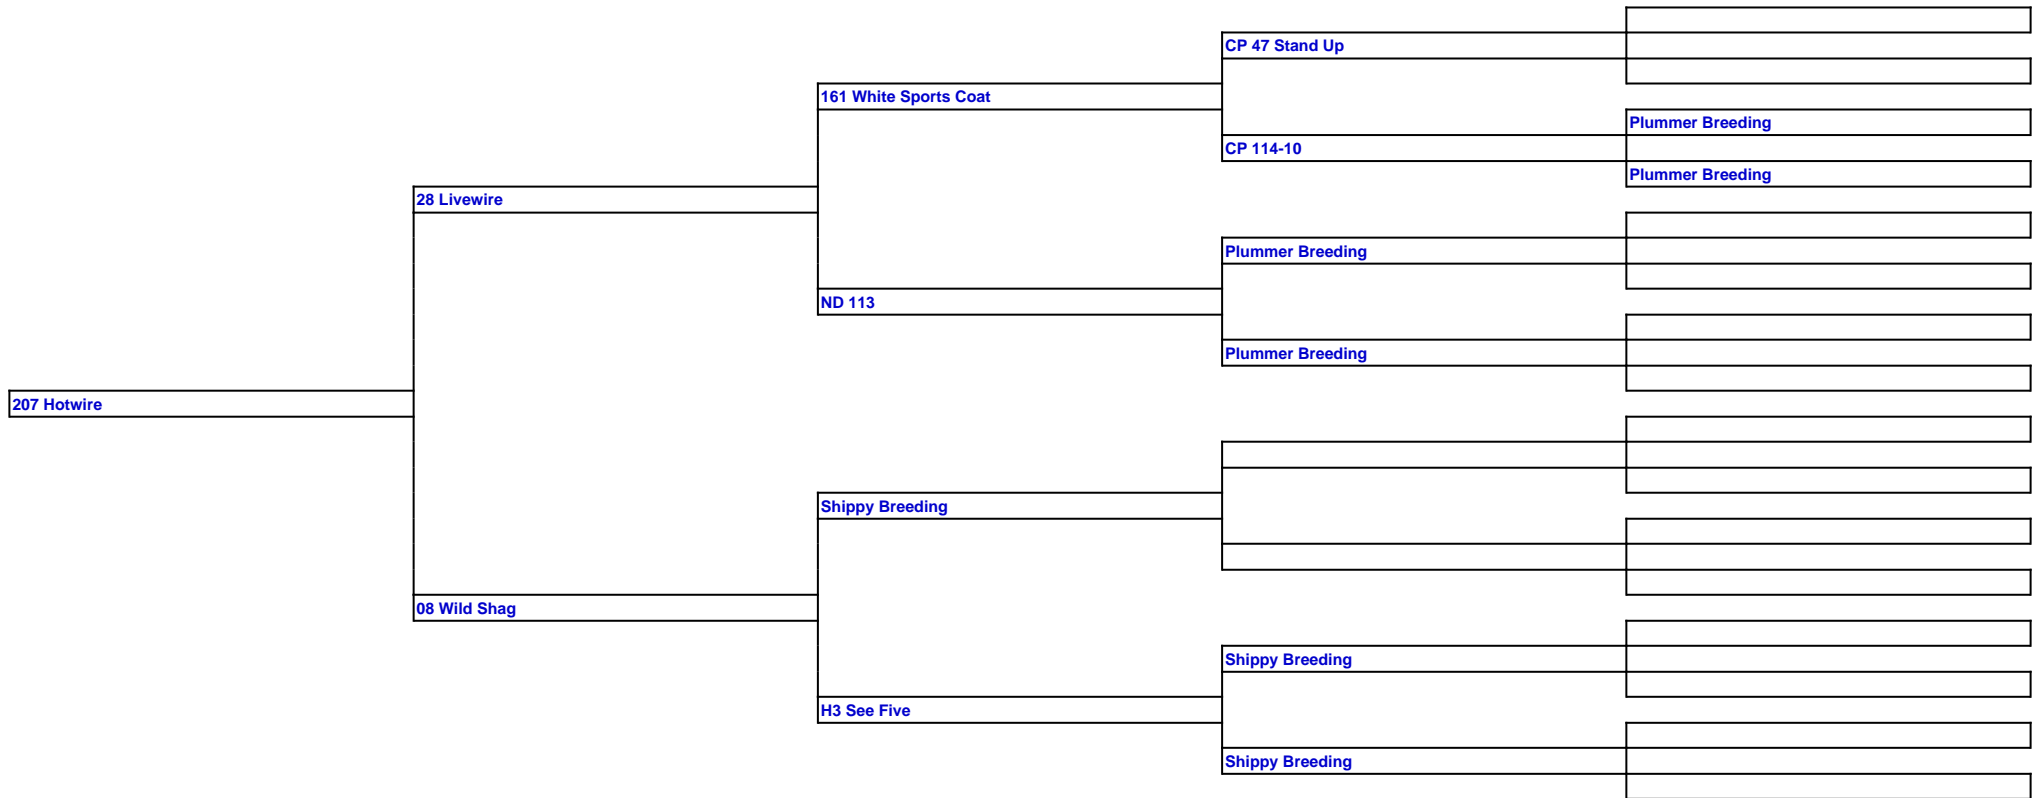 CP 47 Stand Up
161 White Sports Coat
Plummer Breeding
CP 114-10
Plummer Breeding
28 Livewire
Plummer Breeding
ND 113
Plummer Breeding
207 Hotwire
Shippy Breeding
08 Wild Shag
Shippy Breeding
H3 See Five
Shippy Breeding